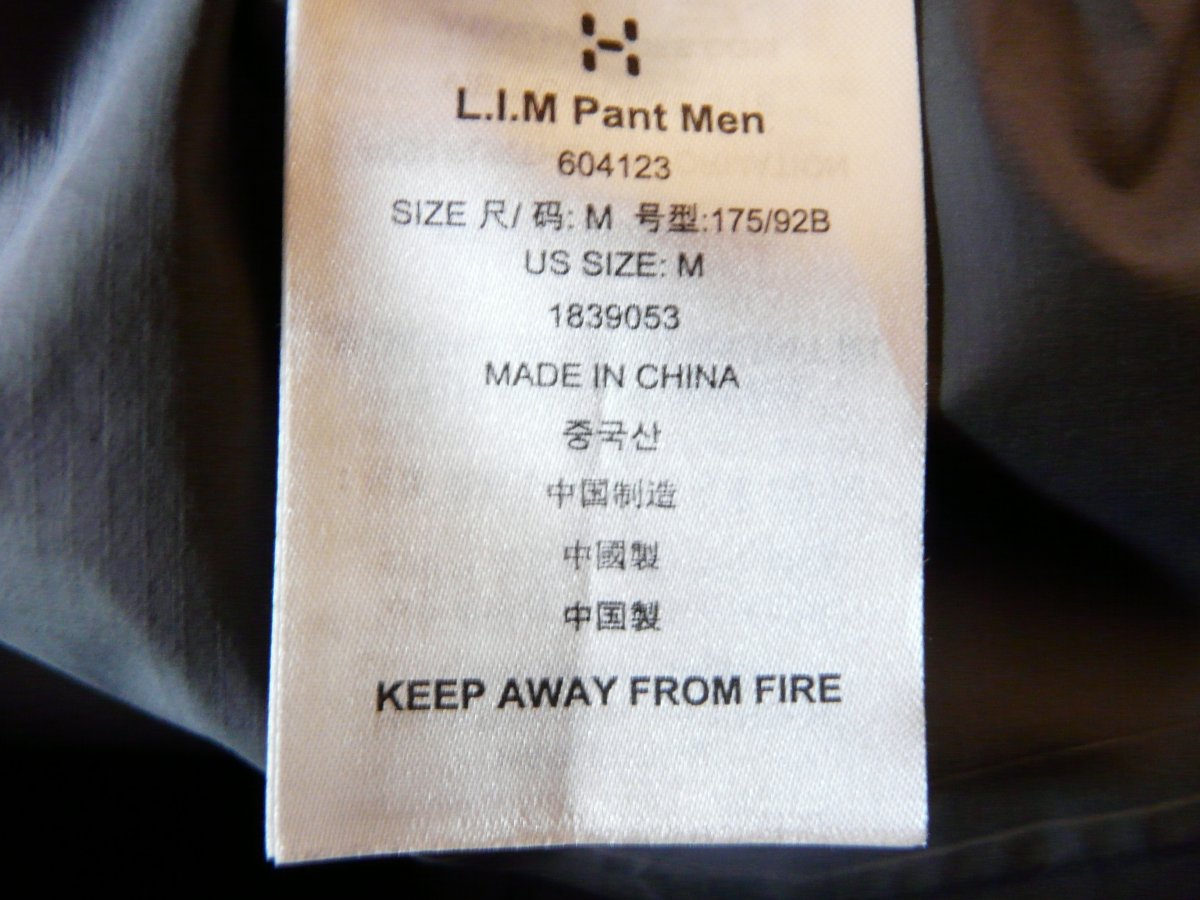 L.I.M Pant Men
604123
SIZE 尺/ 码: M 号型:175/92B
US SIZE: M
1839053
MADE IN CHINA
중국산
中国制造
中國製
中国製
KEEP AWAY FROM FIRE